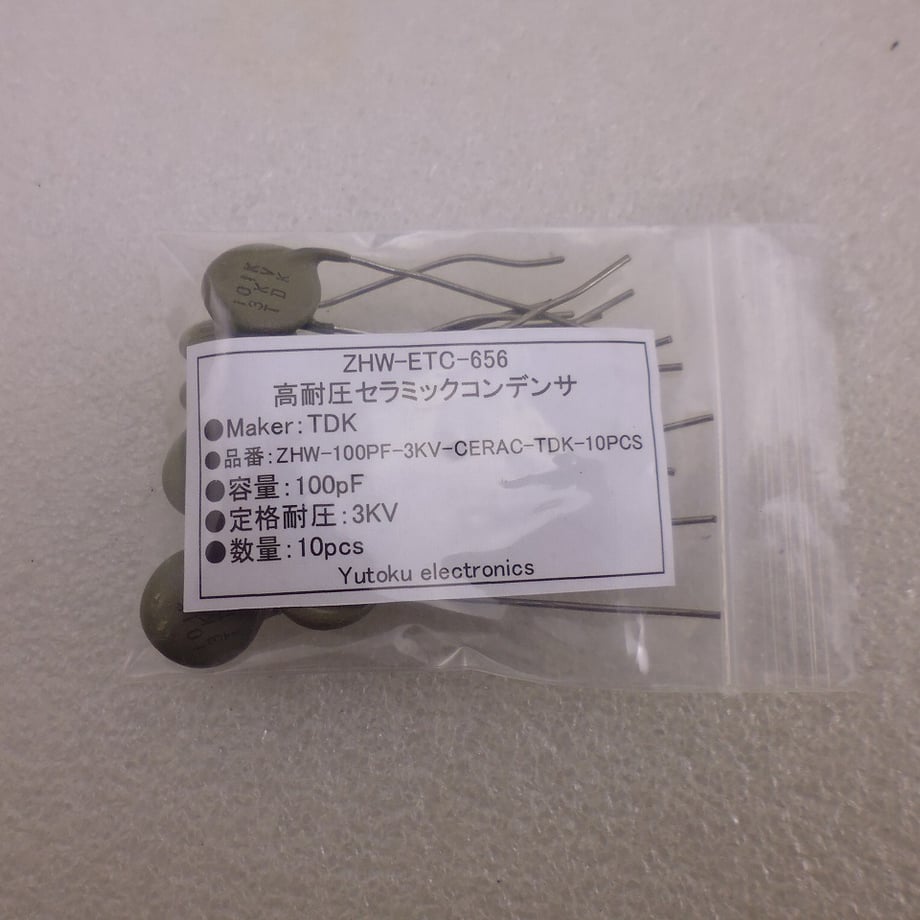 ZHW-ETC-656
高耐圧セラミックコンデンサ
●Maker:TDK
●品番:ZHW-100PF-3KV-CERAC-TDK-10PCS
●容量:100pF
●定格耐圧:3KV
●数量:10pcs
Yutoku electronics